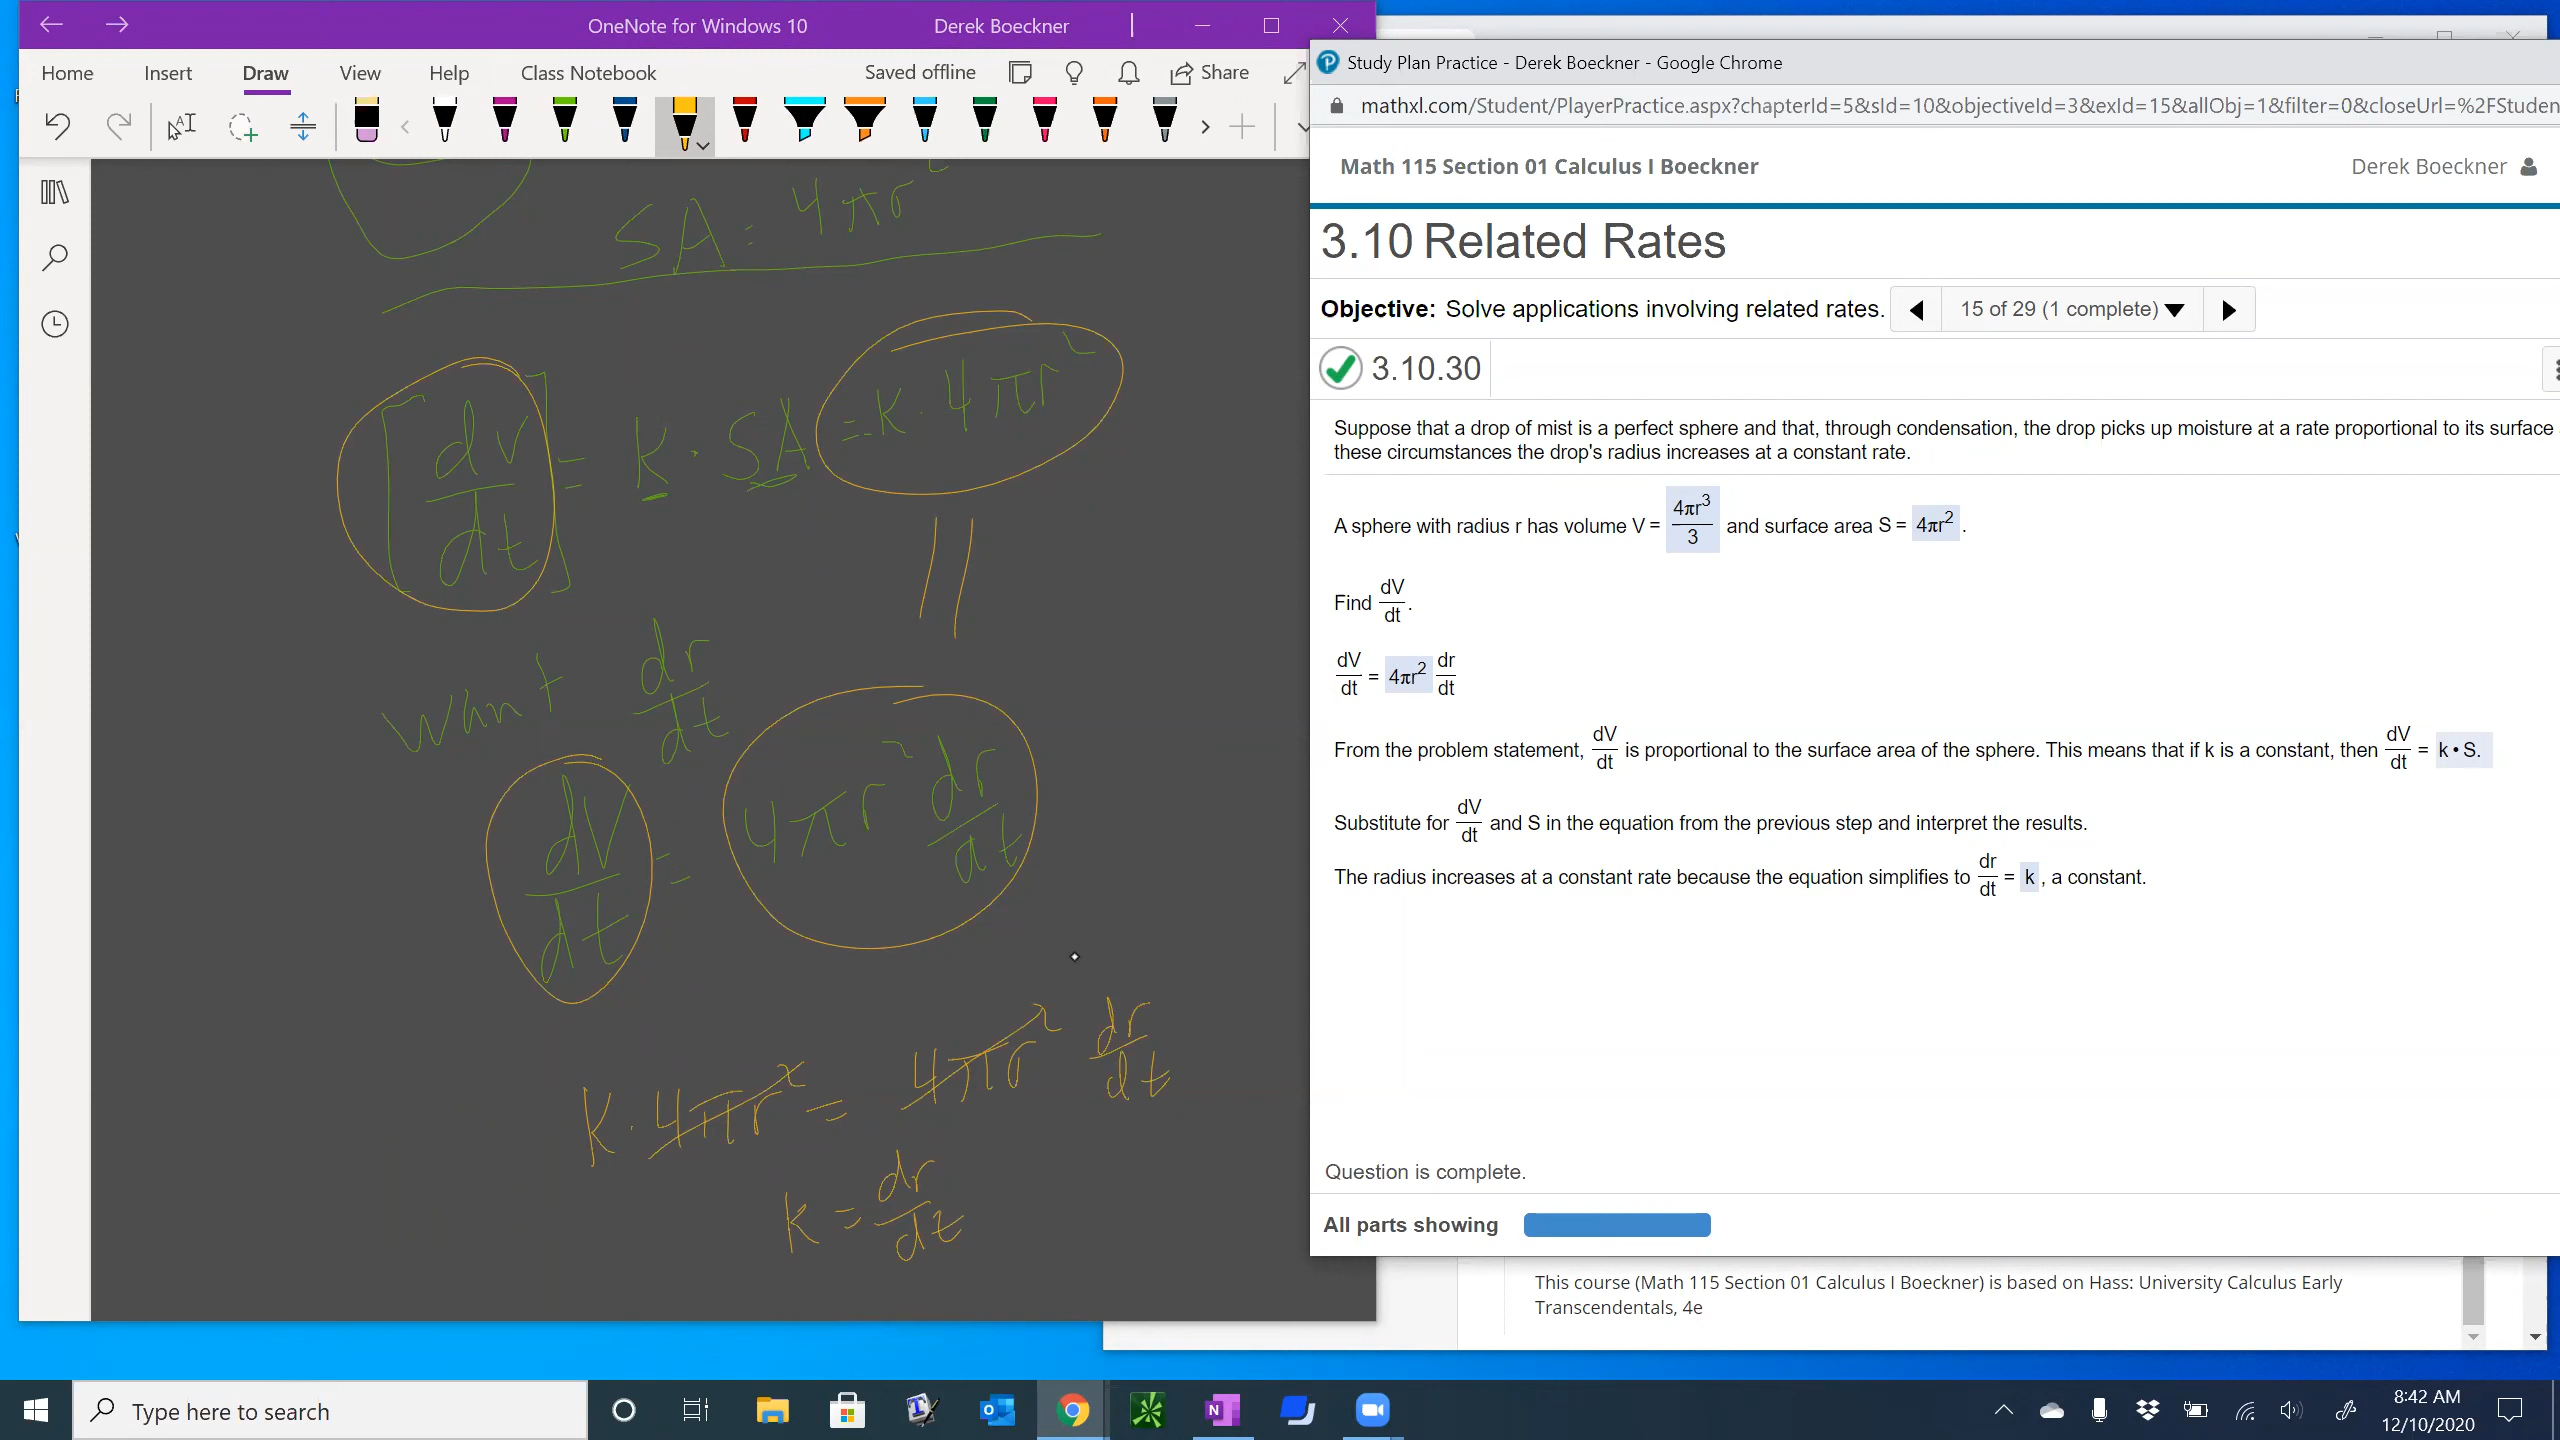 OneNote for Windows 10
Derek Boeckner
Home Insert Draw View Help Class Notebook
Saved offline
Share
SA = 4πr²
[dV/dt] = k · SA = k · 4πr²
want dr/dt
dV/dt = 4πr² dr/dt
k · 4πr² = 4πr² dr/dt
k = dr/dt
Study Plan Practice - Derek Boeckner - Google Chrome
mathxl.com/Student/PlayerPractice.aspx?chapterId=5&sId=10&objectiveId=3&exId=15&allObj=1&filter=0&closeUrl=%2FStuden
Math 115 Section 01 Calculus I Boeckner
Derek Boeckner
3.10 Related Rates
Objective: Solve applications involving related rates.
15 of 29 (1 complete)
3.10.30
Suppose that a drop of mist is a perfect sphere and that, through condensation, the drop picks up moisture at a rate proportional to its surface
these circumstances the drop's radius increases at a constant rate.
A sphere with radius r has volume V = 4πr³/3 and surface area S = 4πr².
Find dV/dt.
dV/dt = 4πr² dr/dt
From the problem statement, dV/dt is proportional to the surface area of the sphere. This means that if k is a constant, then dV/dt = k • S.
Substitute for dV/dt and S in the equation from the previous step and interpret the results.
The radius increases at a constant rate because the equation simplifies to dr/dt = k, a constant.
Question is complete.
All parts showing
This course (Math 115 Section 01 Calculus I Boeckner) is based on Hass: University Calculus Early
Transcendentals, 4e
Type here to search
8:42 AM
12/10/2020